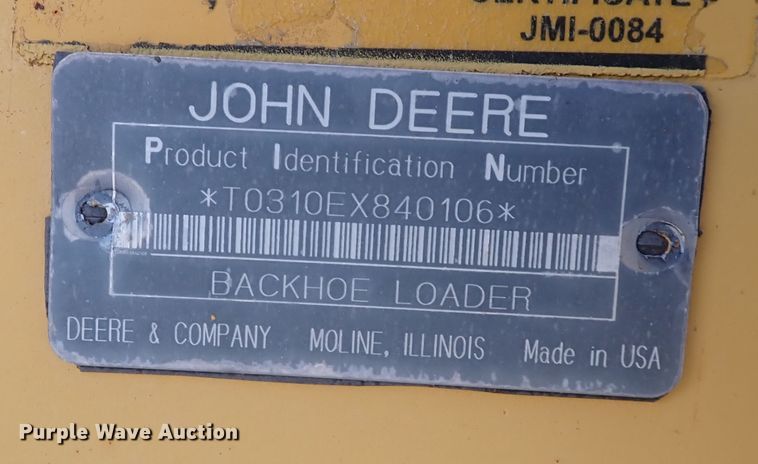 JMI-0084
JOHN DEERE
Product Identification Number
*T0310EX840106*
BACKHOE LOADER
DEERE & COMPANY MOLINE, ILLINOIS Made in USA
Purple Wave Auction